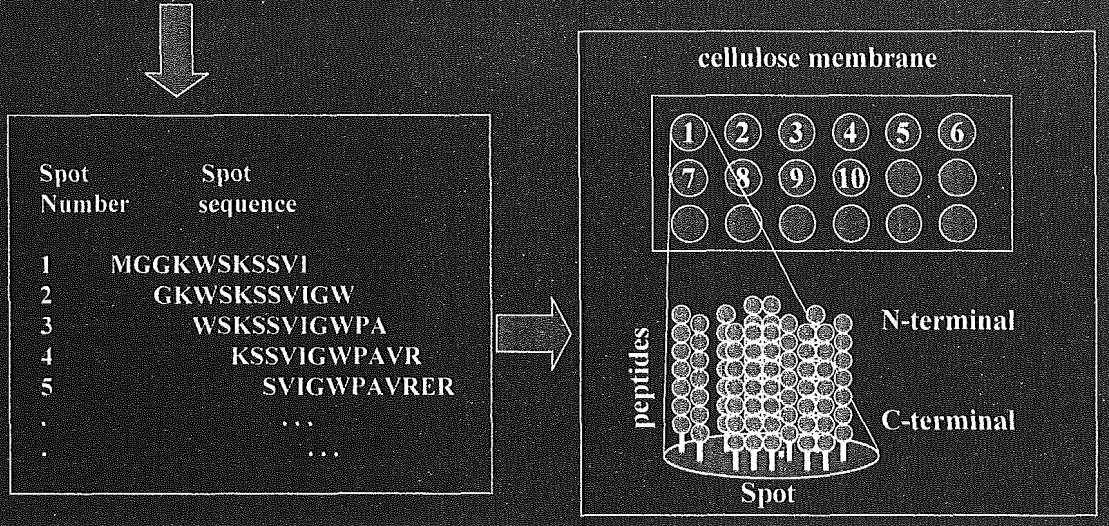 Spot Spot
Number sequence
1 MGGKWSKSSVI
2 GKWSKSSVIGW
3 WSKSSVIGWPA
4 KSSVIGWPAVR
5 SVIGWPAVRER
. ...
. ...
cellulose membrane
1 2 3 4 5 6
7 8 9 10
N-terminal
peptides
C-terminal
Spot